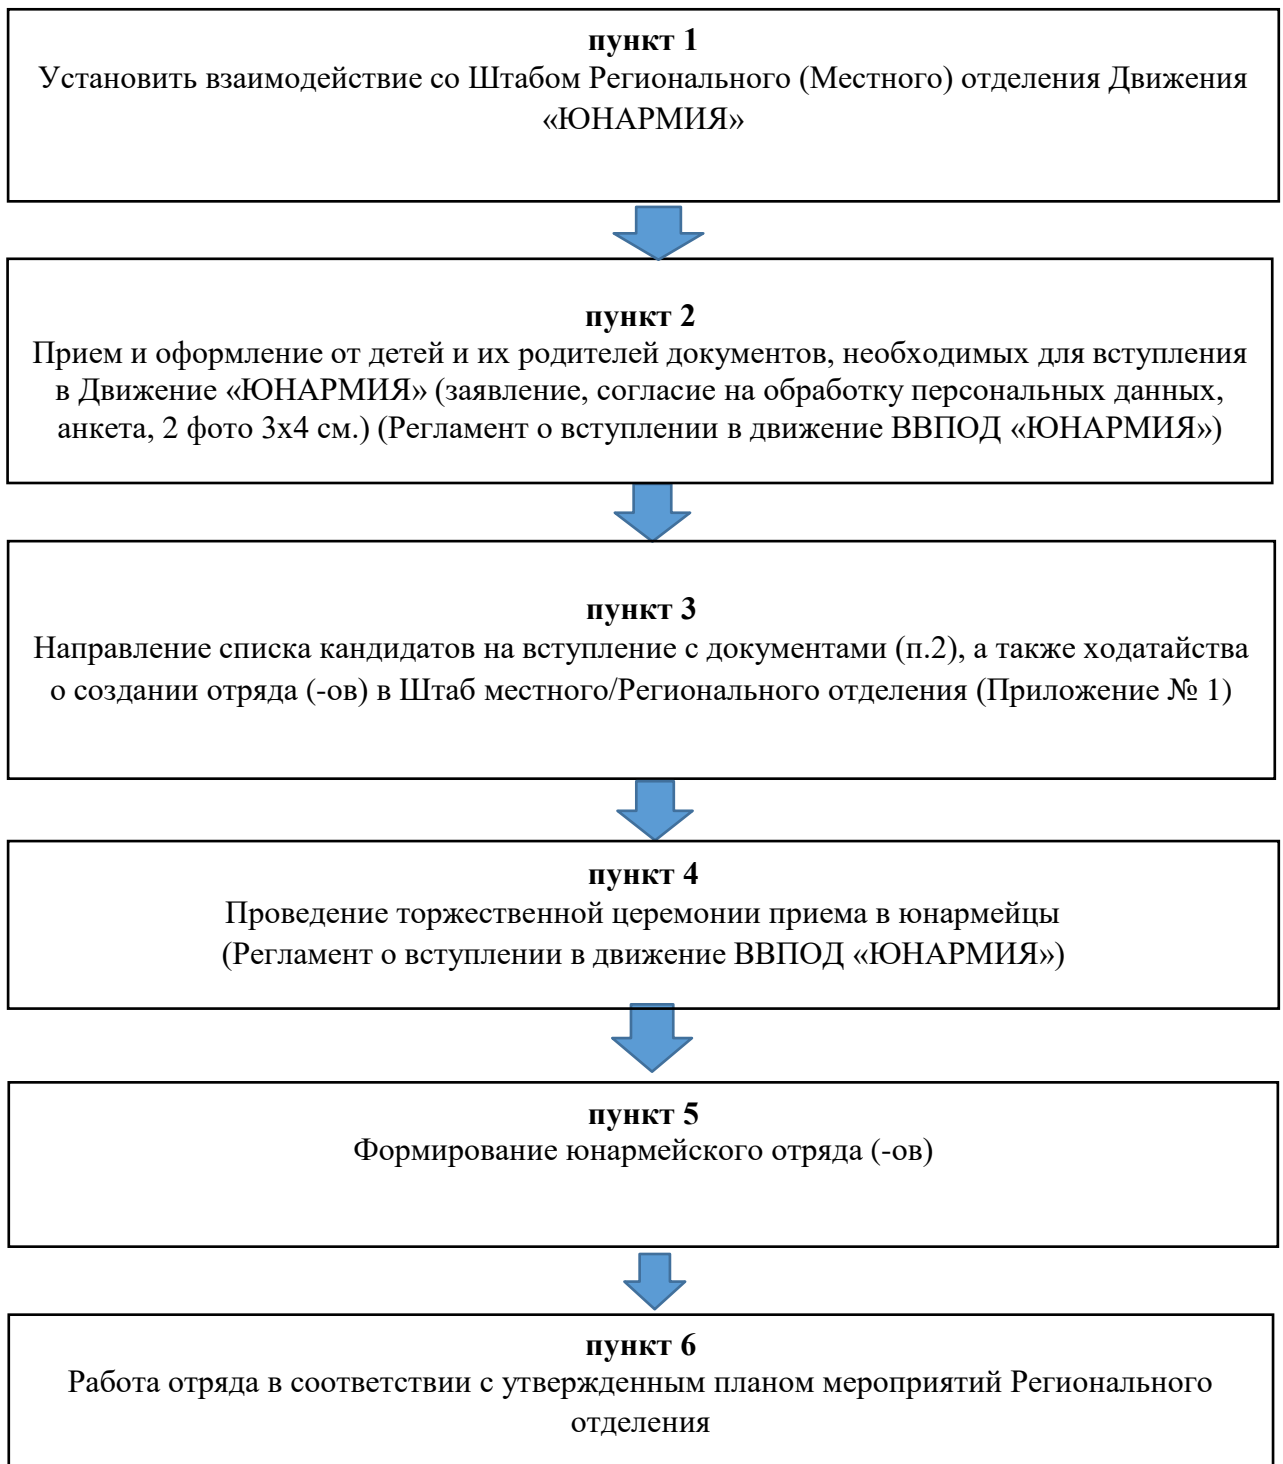 пункт 1
Установить взаимодействие со Штабом Регионального (Местного) отделения Движения
«ЮНАРМИЯ»
пункт 2
Прием и оформление от детей и их родителей документов, необходимых для вступления
в Движение «ЮНАРМИЯ» (заявление, согласие на обработку персональных данных,
анкета, 2 фото 3х4 см.) (Регламент о вступлении в движение ВВПОД «ЮНАРМИЯ»)
пункт 3
Направление списка кандидатов на вступление с документами (п.2), а также ходатайства
о создании отряда (-ов) в Штаб местного/Регионального отделения (Приложение № 1)
пункт 4
Проведение торжественной церемонии приема в юнармейцы
(Регламент о вступлении в движение ВВПОД «ЮНАРМИЯ»)
пункт 5
Формирование юнармейского отряда (-ов)
пункт 6
Работа отряда в соответствии с утвержденным планом мероприятий Регионального
отделения